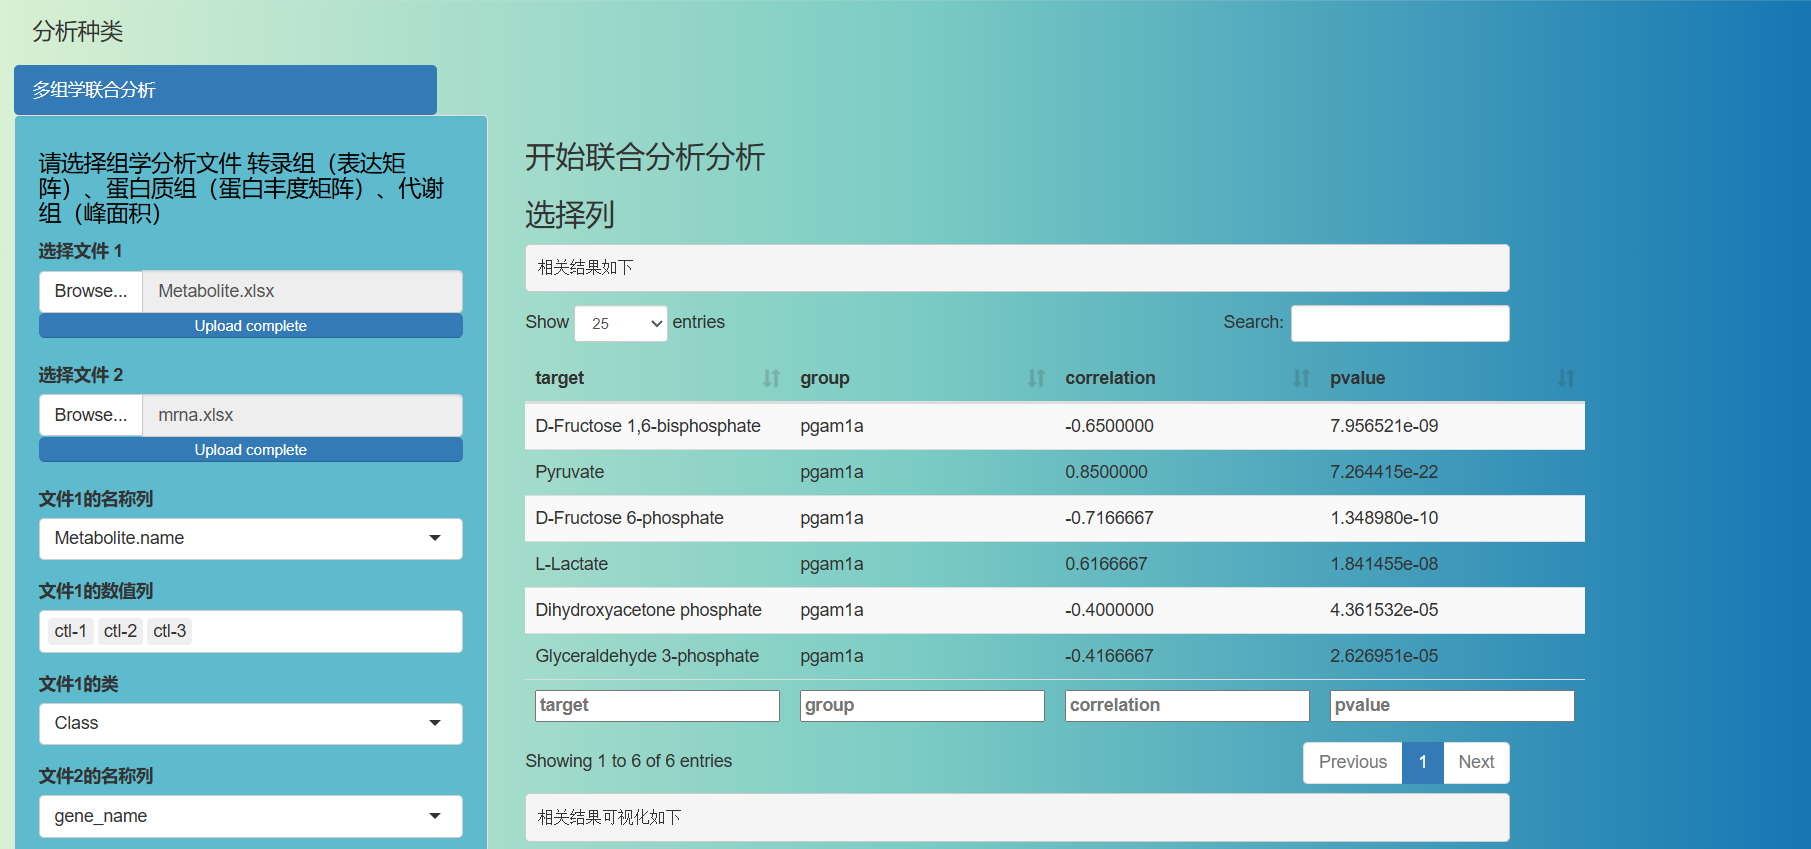 分析种类
多组学联合分析
请选择组学分析文件 转录组（表达矩
阵）、蛋白质组（蛋白丰度矩阵）、代谢
组（峰面积）
选择文件 1
Browse... Metabolite.xlsx
Upload complete
选择文件 2
Browse... mrna.xlsx
Upload complete
文件1的名称列
Metabolite.name
文件1的数值列
ctl-1 ctl-2 ctl-3
文件1的类
Class
文件2的名称列
gene_name
开始联合分析分析
选择列
相关结果如下
Show 25 entries Search:
target group correlation pvalue
D-Fructose 1,6-bisphosphate pgam1a -0.6500000 7.956521e-09
Pyruvate pgam1a 0.8500000 7.264415e-22
D-Fructose 6-phosphate pgam1a -0.7166667 1.348980e-10
L-Lactate pgam1a 0.6166667 1.841455e-08
Dihydroxyacetone phosphate pgam1a -0.4000000 4.361532e-05
Glyceraldehyde 3-phosphate pgam1a -0.4166667 2.626951e-05
target group correlation pvalue
Showing 1 to 6 of 6 entries Previous 1 Next
相关结果可视化如下